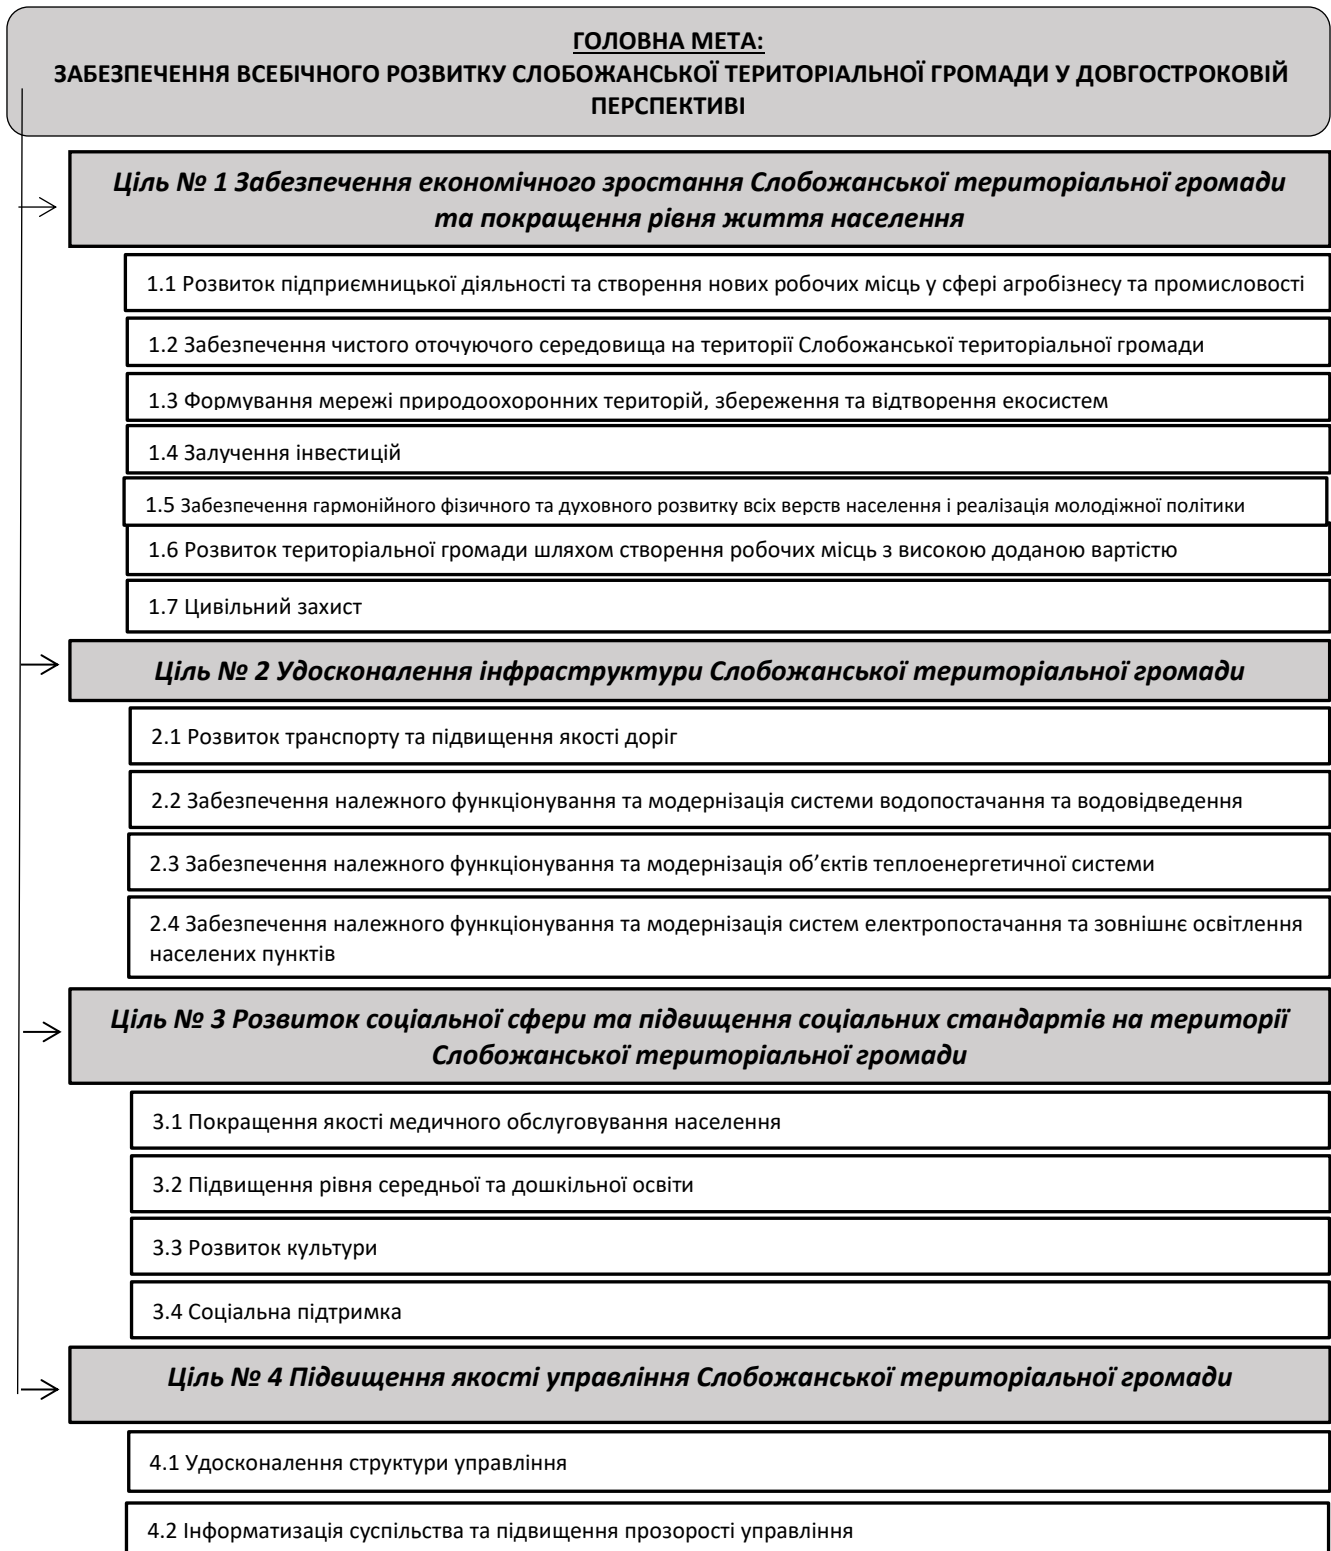 ГОЛОВНА МЕТА:
ЗАБЕЗПЕЧЕННЯ ВСЕБІЧНОГО РОЗВИТКУ СЛОБОЖАНСЬКОЇ ТЕРИТОРІАЛЬНОЇ ГРОМАДИ У ДОВГОСТРОКОВІЙ
ПЕРСПЕКТИВІ
Ціль № 1 Забезпечення економічного зростання Слобожанської територіальної громади
та покращення рівня життя населення
1.1 Розвиток підприємницької діяльності та створення нових робочих місць у сфері агробізнесу та промисловості
1.2 Забезпечення чистого оточуючого середовища на території Слобожанської територіальної громади
1.3 Формування мережі природоохоронних територій, збереження та відтворення екосистем
1.4 Залучення інвестицій
1.5 Забезпечення гармонійного фізичного та духовного розвитку всіх верств населення і реалізація молодіжної політики
1.6 Розвиток територіальної громади шляхом створення робочих місць з високою доданою вартістю
1.7 Цивільний захист
Ціль № 2 Удосконалення інфраструктури Слобожанської територіальної громади
2.1 Розвиток транспорту та підвищення якості доріг
2.2 Забезпечення належного функціонування та модернізація системи водопостачання та водовідведення
2.3 Забезпечення належного функціонування та модернізація об’єктів теплоенергетичної системи
2.4 Забезпечення належного функціонування та модернізація систем електропостачання та зовнішнє освітлення
населених пунктів
Ціль № 3 Розвиток соціальної сфери та підвищення соціальних стандартів на території
Слобожанської територіальної громади
3.1 Покращення якості медичного обслуговування населення
3.2 Підвищення рівня середньої та дошкільної освіти
3.3 Розвиток культури
3.4 Соціальна підтримка
Ціль № 4 Підвищення якості управління Слобожанської територіальної громади
4.1 Удосконалення структури управління
4.2 Інформатизація суспільства та підвищення прозорості управління